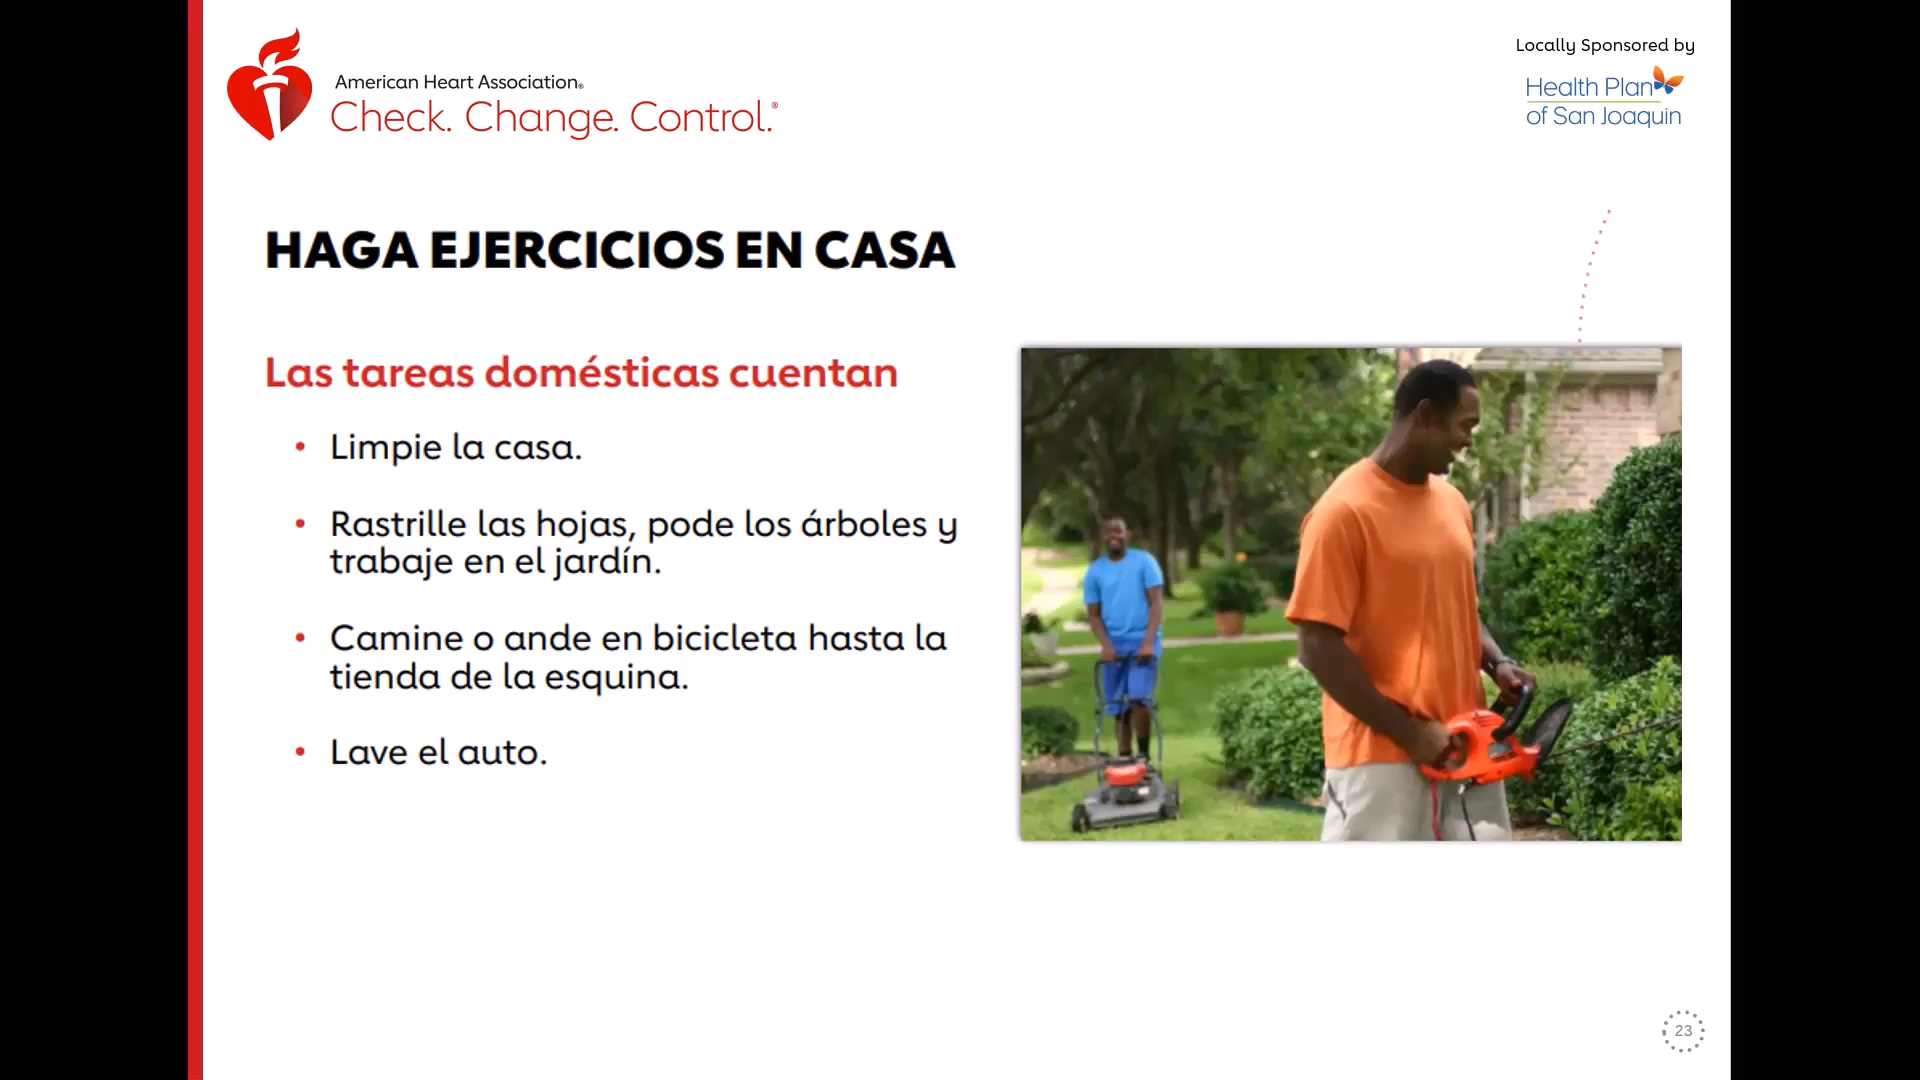 American Heart Association®
Check. Change. Control.®
Locally Sponsored by
Health Plan
of San Joaquin
HAGA EJERCICIOS EN CASA
Las tareas domésticas cuentan
• Limpie la casa.
• Rastrille las hojas, pode los árboles y
trabaje en el jardín.
• Camine o ande en bicicleta hasta la
tienda de la esquina.
• Lave el auto.
23